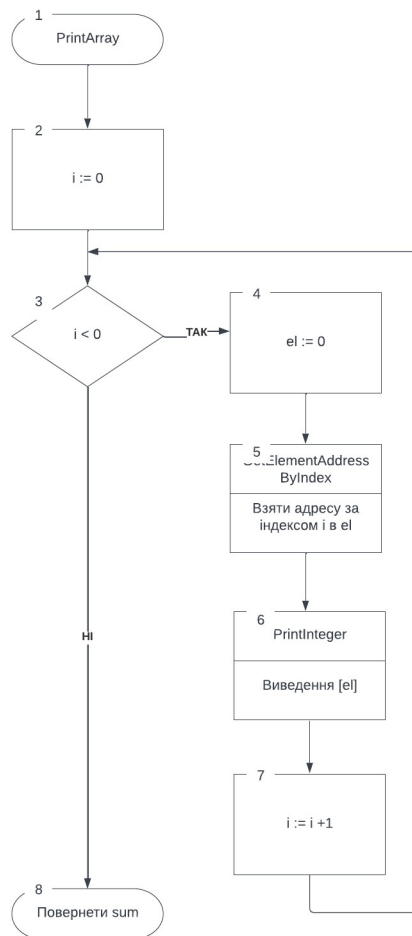 1
PrintArray
2
i := 0
3
i < 0
ТАК
4
el := 0
5
ByIndex
Взяти адресу за
індексом i в el
6
PrintInteger
Виведення [el]
7
i := i +1
НІ
8
Повернути sum